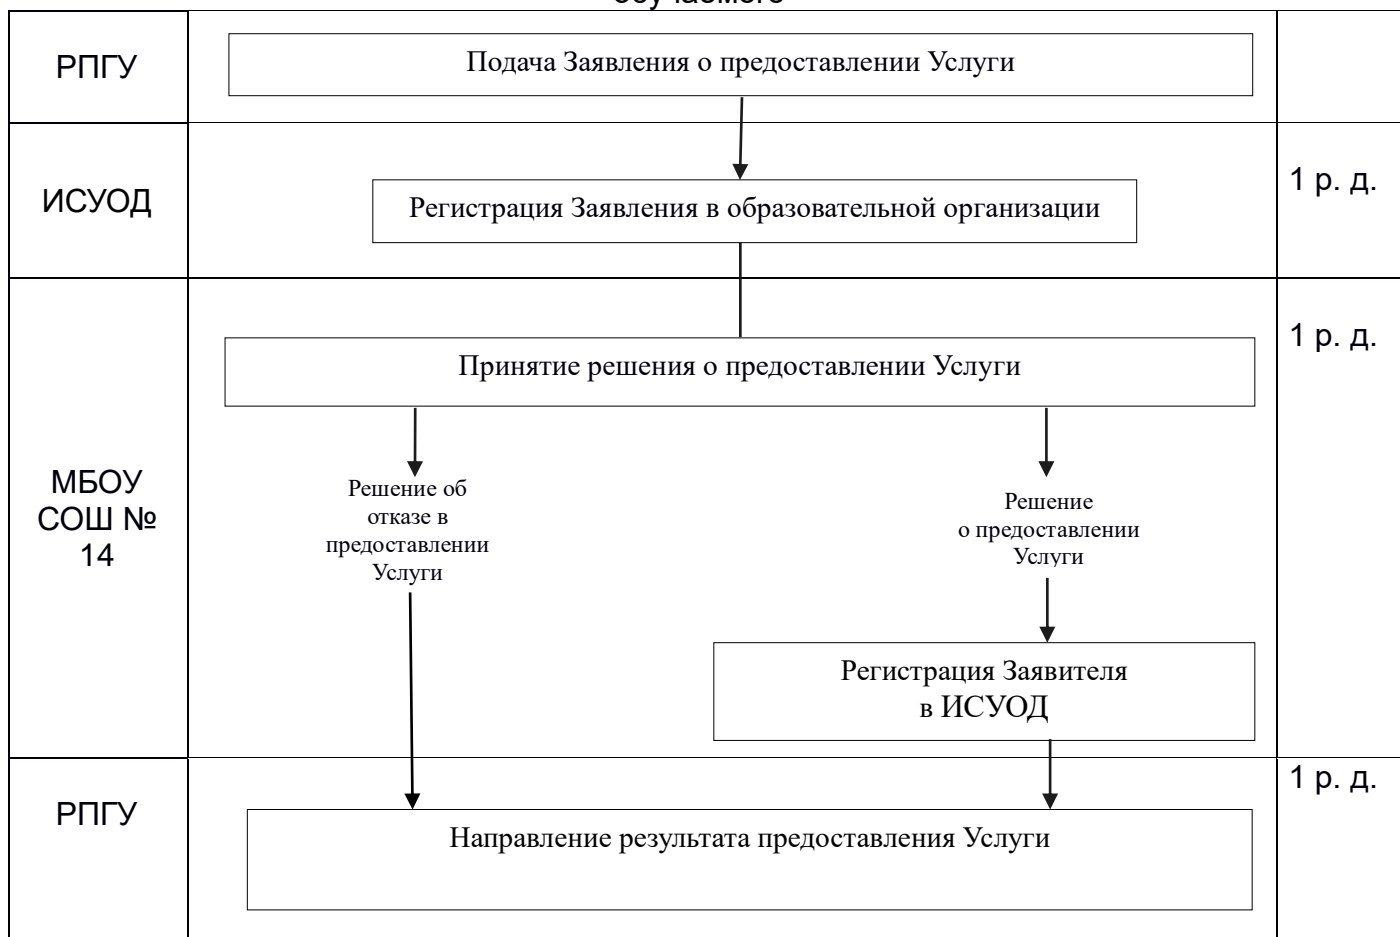 РПГУ
Подача Заявления о предоставлении Услуги
ИСУОД
Регистрация Заявления в образовательной организации
1 р. д.
МБОУ
СОШ №
14
Принятие решения о предоставлении Услуги
1 р. д.
Решение об
отказе в
предоставлении
Услуги
Решение
о предоставлении
Услуги
Регистрация Заявителя
в ИСУОД
РПГУ
Направление результата предоставления Услуги
1 р. д.